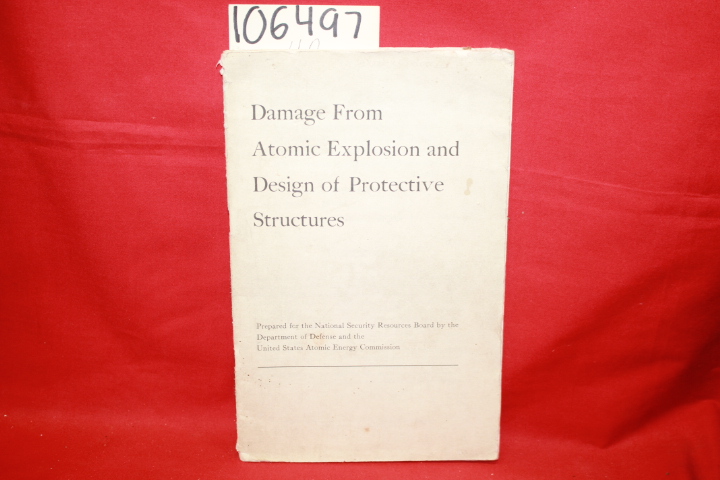 106497
Damage From
Atomic Explosion and
Design of Protective
Structures
Prepared for the National Security Resources Board by the
Department of Defense and the
United States Atomic Energy Commission